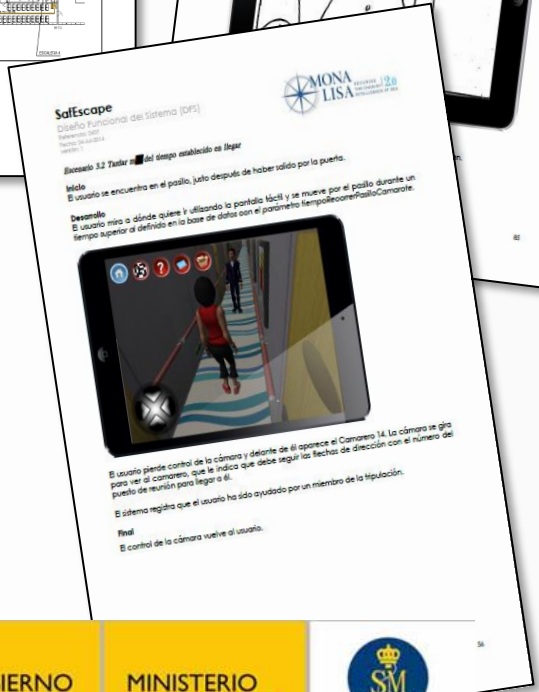 MONA
LISA 2.0
SafEscape
Diseño Funcional del Sistema (DFS)
Escenario 3.2 Tardar del tiempo establecido en llegar
Inicio
El usuario se encuentra en el pasillo, justo después de haber salido por la puerta.
Desarrollo
El usuario mira a dónde quiere ir utilizando la pantalla táctil y se mueve por el pasillo durante un
tiempo superior al definido en la base de datos con el parámetro tiempoRecorrerPasilloCamarote.
?
El usuario pierde control de la cámara y delante de él aparece el Camarero 14. La cámara se gira
para ver al camarero, que le indica que debe seguir las flechas de dirección con el número del
puesto de reunión para llegar a él.
El sistema registra que el usuario ha sido ayudado por un miembro de la tripulación.
Final
El control de la cámara vuelve al usuario.
56
IERNO
MINISTERIO
SM